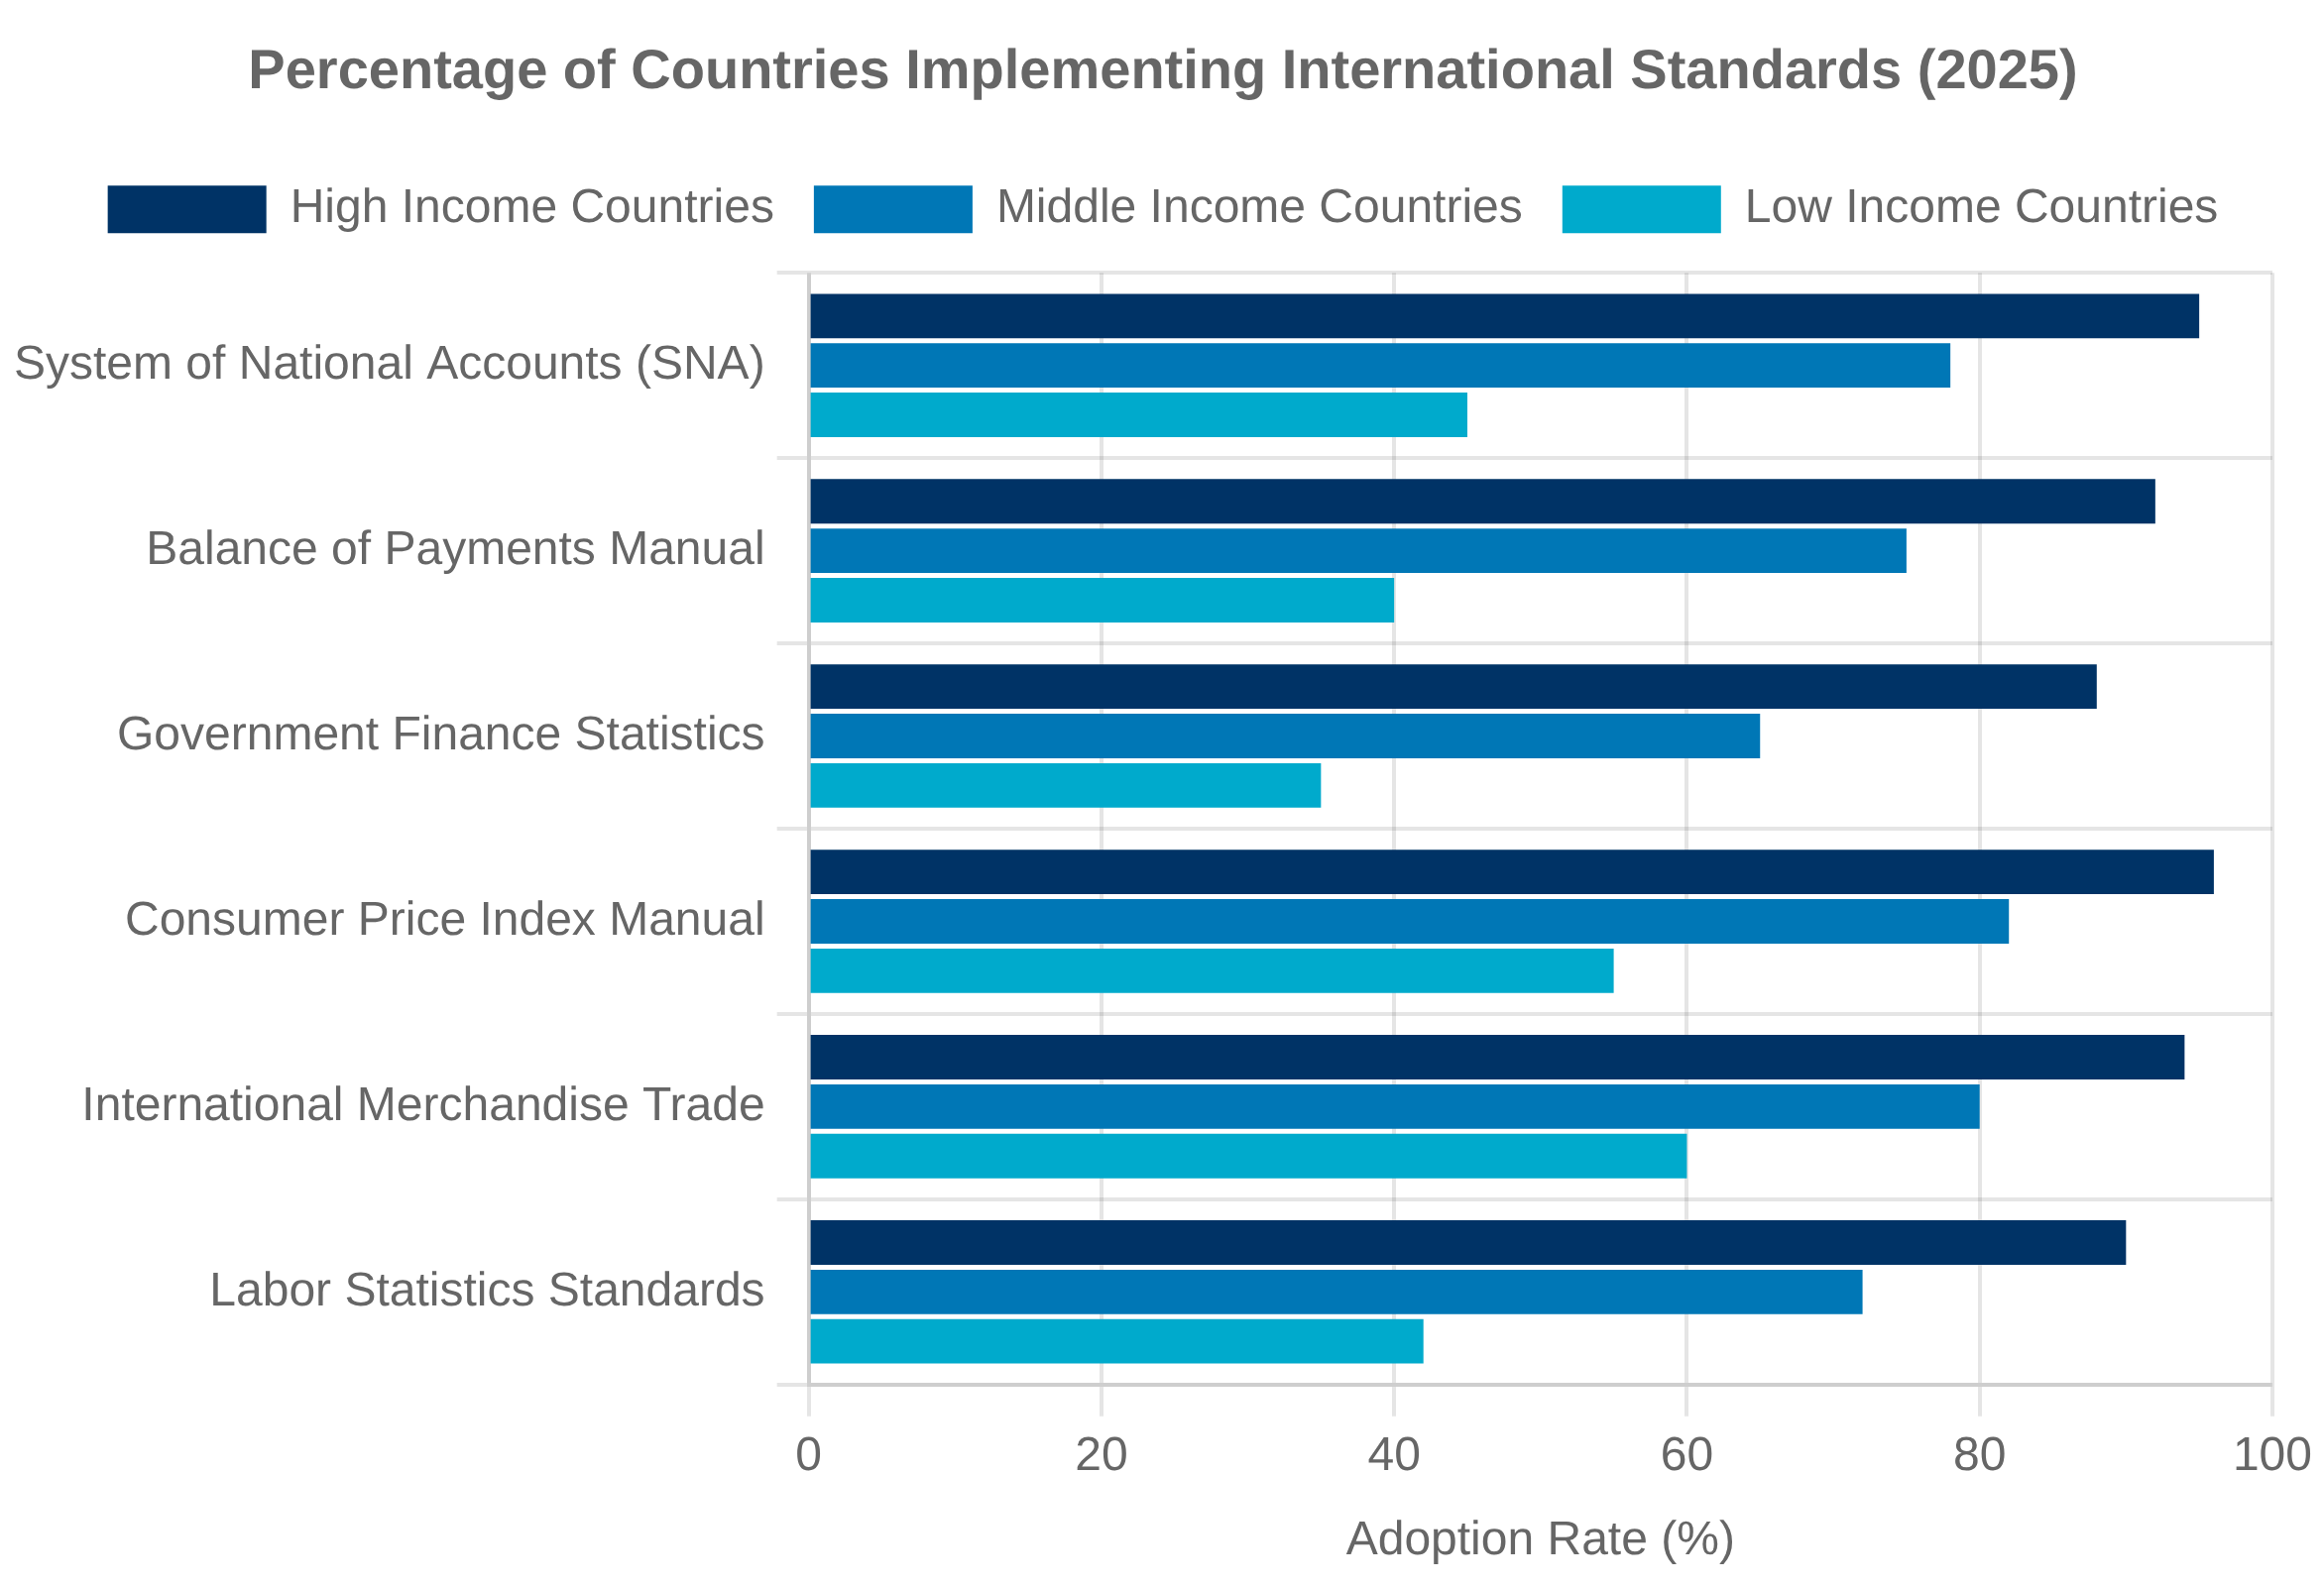 Percentage of Countries Implementing International Standards (2025)
High Income Countries Middle Income Countries Low Income Countries
System of National Accounts (SNA)
Balance of Payments Manual
Government Finance Statistics
Consumer Price Index Manual
International Merchandise Trade
Labor Statistics Standards
0 20 40 60 80 100
Adoption Rate (%)